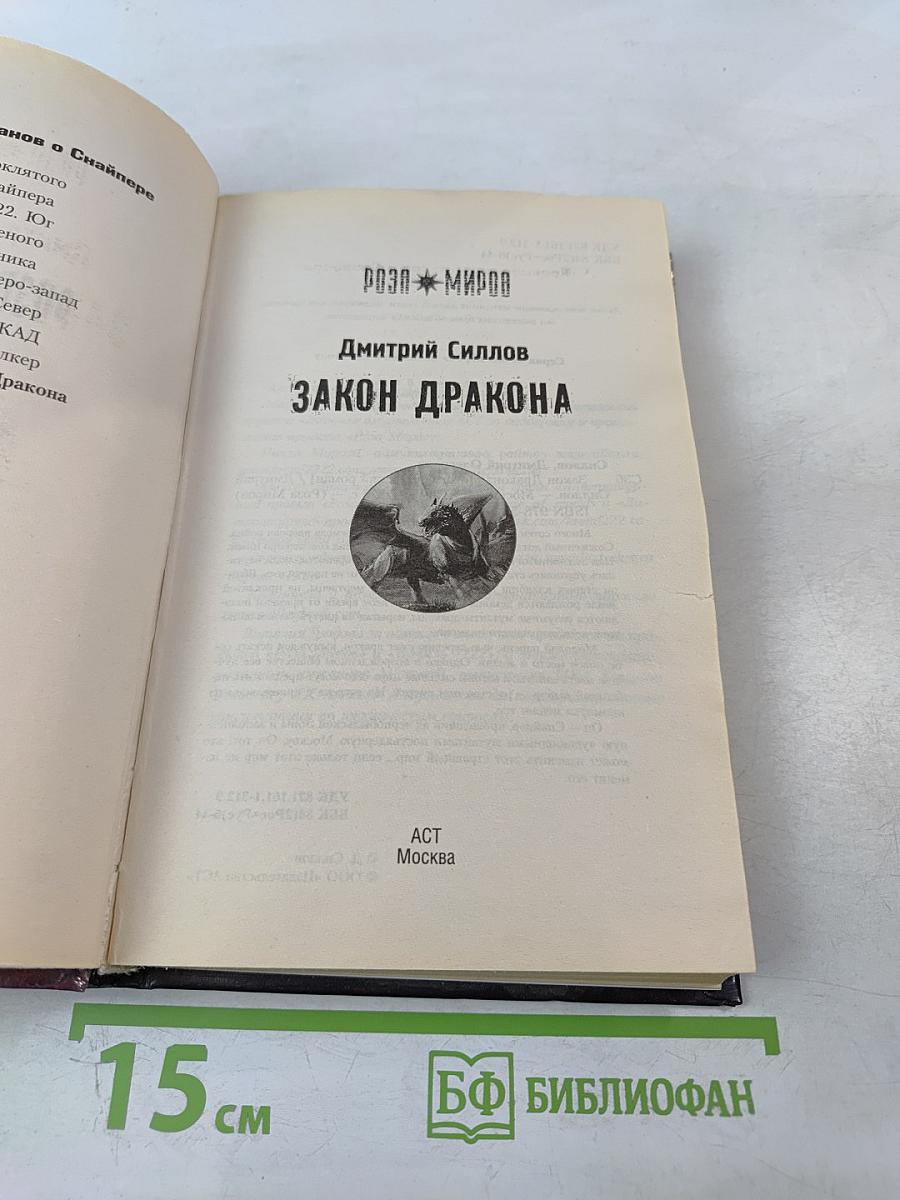 анов о Снайпере
оклятого
айпера
22. Юг
еного
ника
еро-запад
Север
КАД
лкер
Дракона
РОЗА МИРОВ
Дмитрий Силлов
ЗАКОН ДРАКОНА
АСТ
Москва
15 см
БФ БИБЛИОФАН